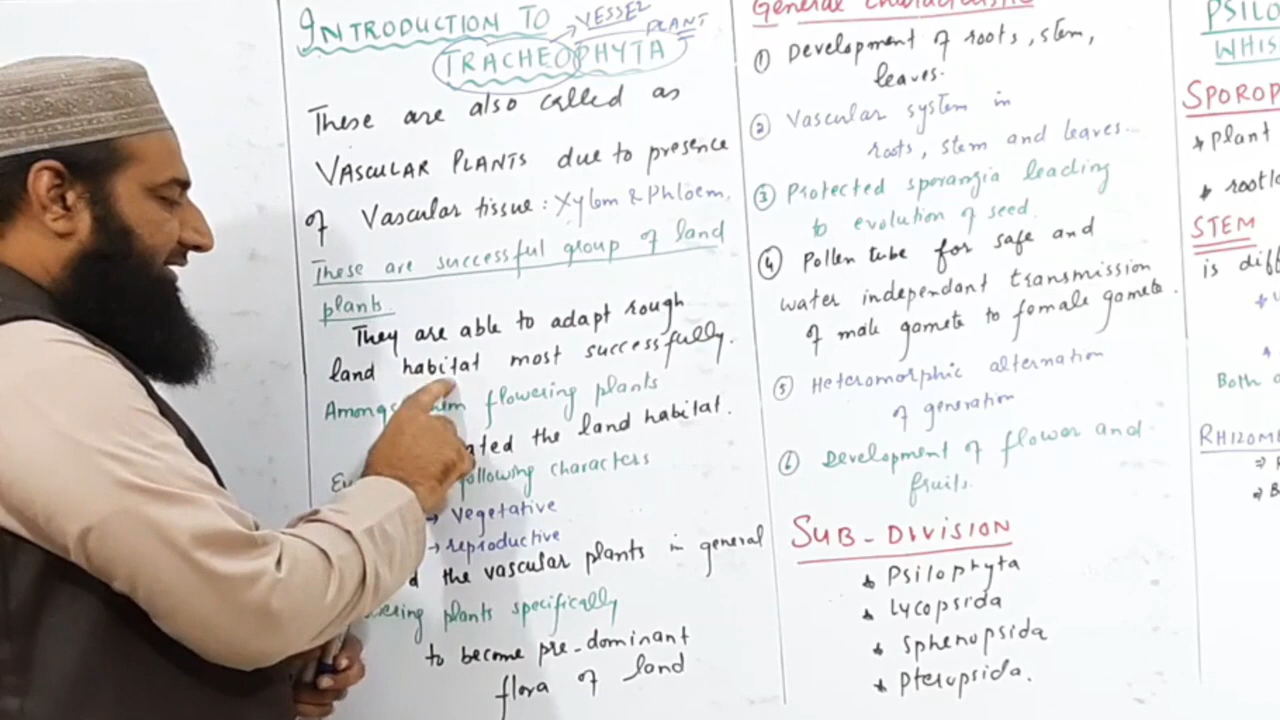 INTRODUCTION TO
VESSEL
PLANT
TRACHEOPHYTA
These are also called as
VASCULAR PLANTS due to presence
of Vascular tissue: Xylem & Phloem.
These are successful group of land
plants.
They are able to adapt rough
land habitat most successfully.
Amongs flowering plants
the land habitat.
following characters
→ Vegetative
→ reproductive
the vascular plants in general
plants specifically
to become pre-dominant
flora of land
General Characteristic
① Development of roots, stem,
leaves.
② Vascular system in
roots, stem and leaves.
③ Protected sporangia leading
to evolution of seed.
④ Pollen tube for safe and
water independant transmission
of male gamete to female gamete.
⑤ Heteromorphic alternation
of generation
⑥ Development of flower and
fruits.
SUB-DIVISION
* Psilophyta
* Lycopsida
* Sphenopsida
* Pteropsida.
PSILO
WHIS
SPOROP
* Plant
* rootl
STEM
is diff
Both
RHIZOM